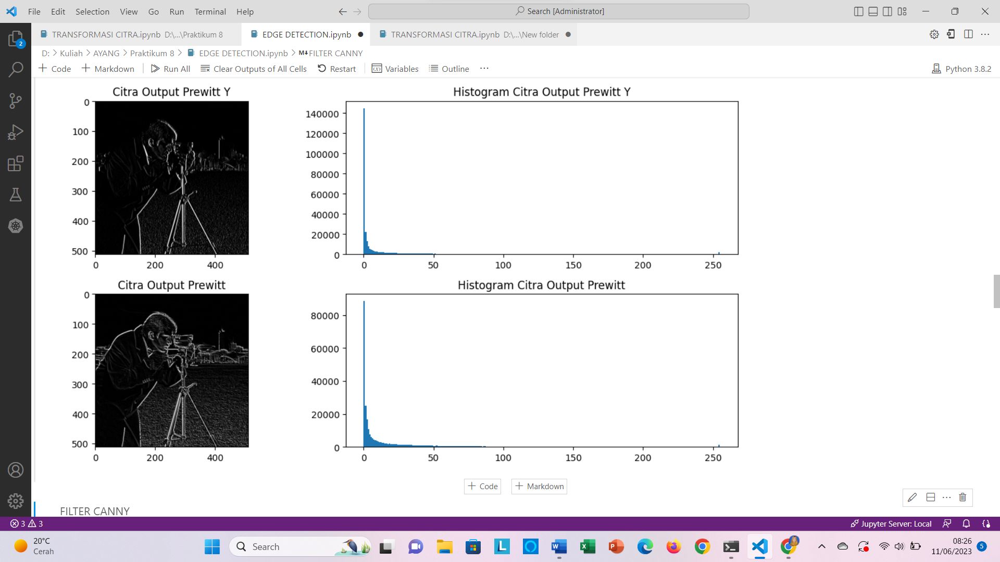 File Edit Selection View Go Run Terminal Help Search [Administrator]
TRANSFORMASI CITRA.ipynb D:\...\Praktikum 8 EDGE DETECTION.ipynb TRANSFORMASI CITRA.ipynb D:\...\New folder
2
D: > Kuliah > AYANG > Praktikum 8 > EDGE DETECTION.ipynb > M↓FILTER CANNY
+ Code + Markdown Run All Clear Outputs of All Cells Restart Variables Outline ... Python 3.8.2
Citra Output Prewitt Y
0
100
200
300
400
500
0 200 400
Histogram Citra Output Prewitt Y
140000
120000
100000
80000
60000
40000
20000
0
0 50 100 150 200 250
Citra Output Prewitt
0
100
200
300
400
500
0 200 400
Histogram Citra Output Prewitt
80000
60000
40000
20000
0
0 50 100 150 200 250
+ Code + Markdown
FILTER CANNY
3 3 Jupyter Server: Local
20°C
Cerah
Search
08:26
11/06/2023
5